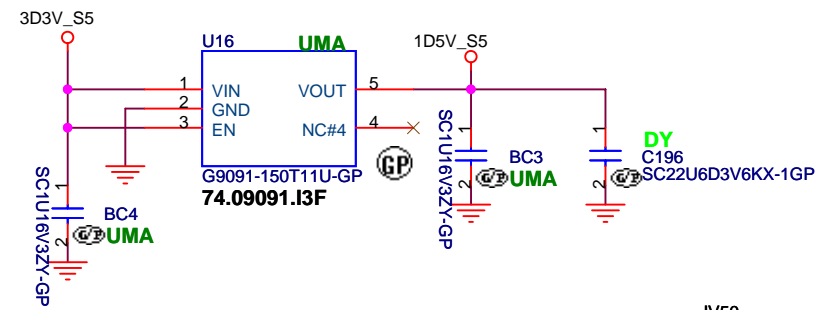 3D3V_S5
U16
UMA
1D5V_S5
1
VIN
VOUT
5
2
GND
3
EN
NC#4
4
G9091-150T11U-GP
74.09091.I3F
GP
SC1U16V3ZY-GP
1
2
BC4
G/P
UMA
SC1U16V3ZY-GP
1
2
BC3
G/P
UMA
1
2
DY
C196
G/P
SC22U6D3V6KX-1GP